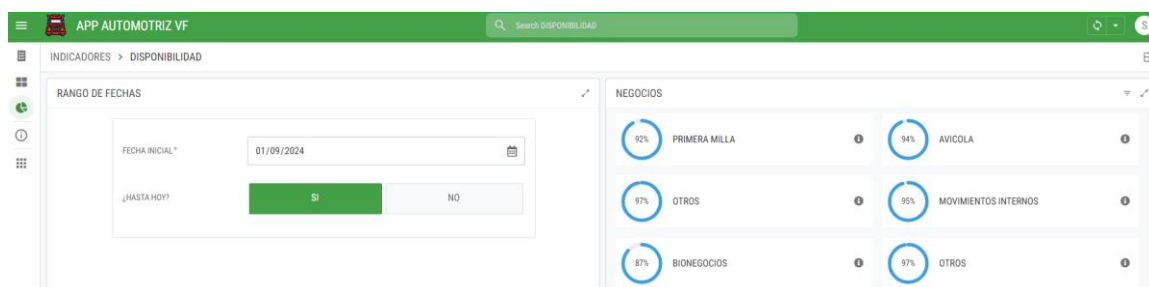 APP AUTOMOTRIZ VF
Search DISPONIBILIDAD
S
INDICADORES > DISPONIBILIDAD
RANGO DE FECHAS
FECHA INICIAL *
01/09/2024
¿HASTA HOY?
SI
NO
NEGOCIOS
92% PRIMERA MILLA
94% AVICOLA
97% OTROS
95% MOVIMIENTOS INTERNOS
87% BIONEGOCIOS
97% OTROS